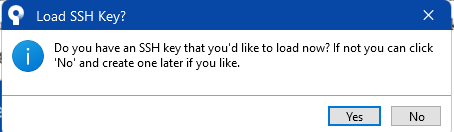 Load SSH Key?
Do you have an SSH key that you'd like to load now? If not you can click
'No' and create one later if you like.
Yes
No